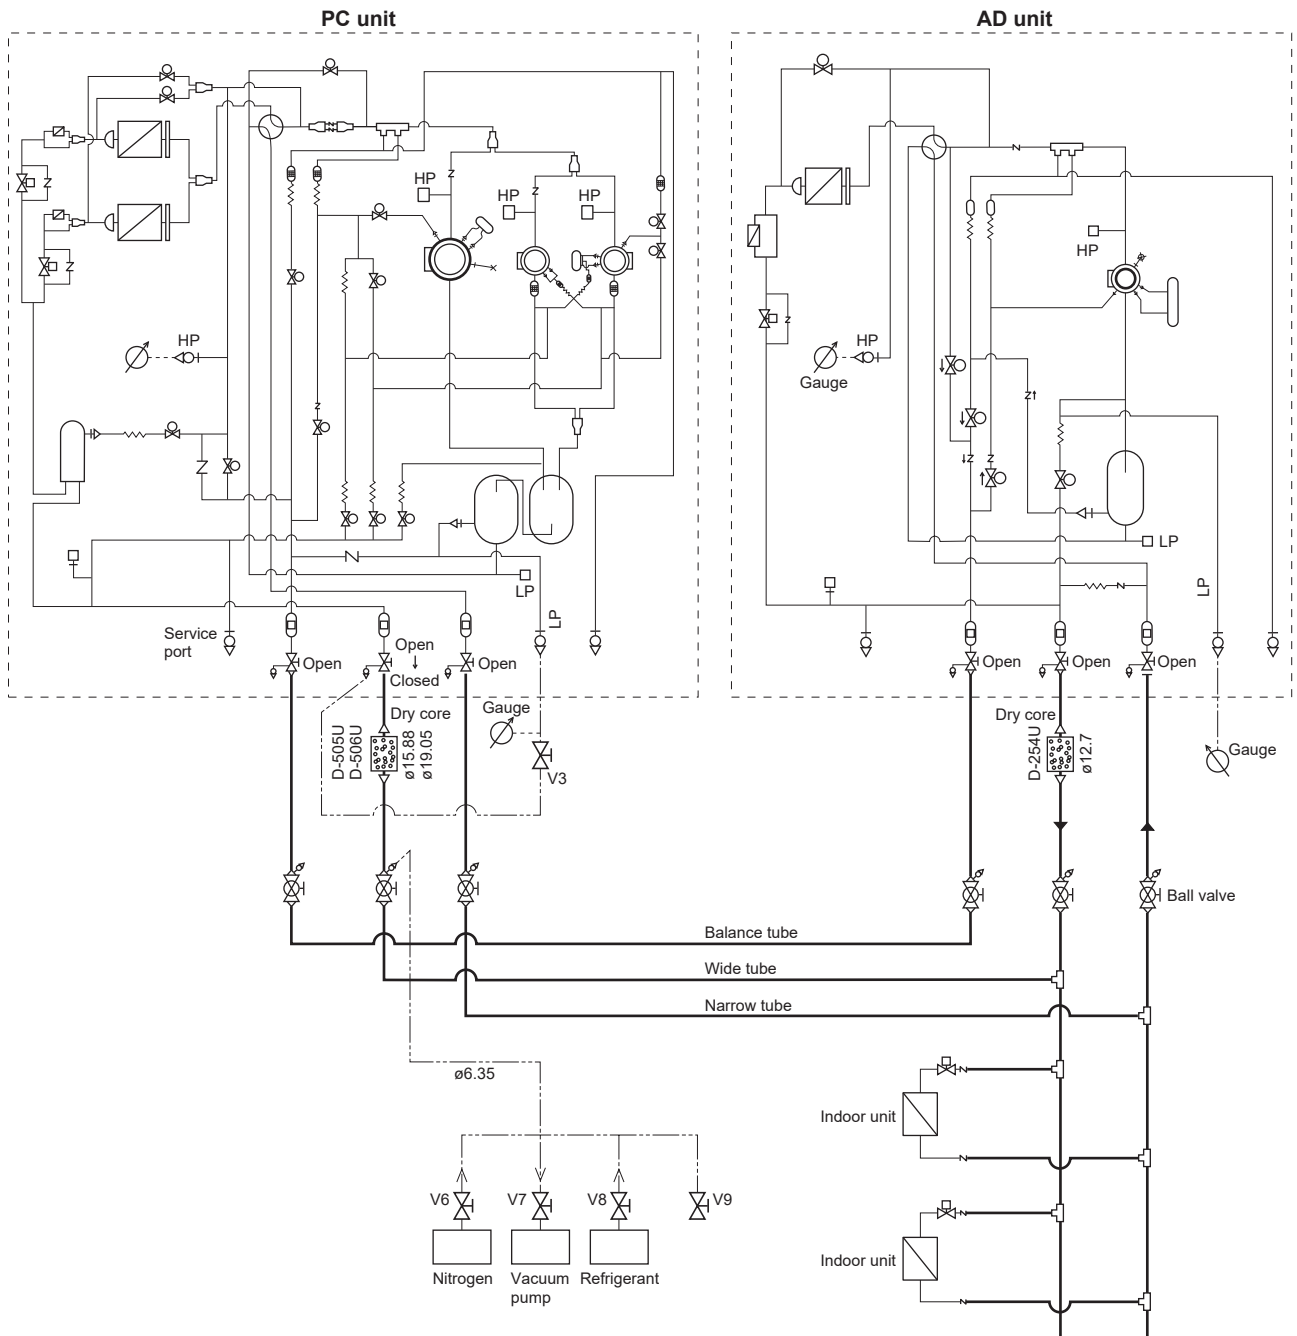 PC unit
AD unit
HP
HP
HP
HP
HP
HP
Gauge
LP
LP
LP
LP
Service
port
Open
Open
Closed
Open
Open
Open
Open
Gauge
Dry core
D-505U
D-506U
ø15.88
ø19.05
V3
Dry core
D-254U
ø12.7
Gauge
Ball valve
Balance tube
Wide tube
Narrow tube
ø6.35
Indoor unit
V6
V7
V8
V9
Nitrogen
Vacuum
pump
Refrigerant
Indoor unit